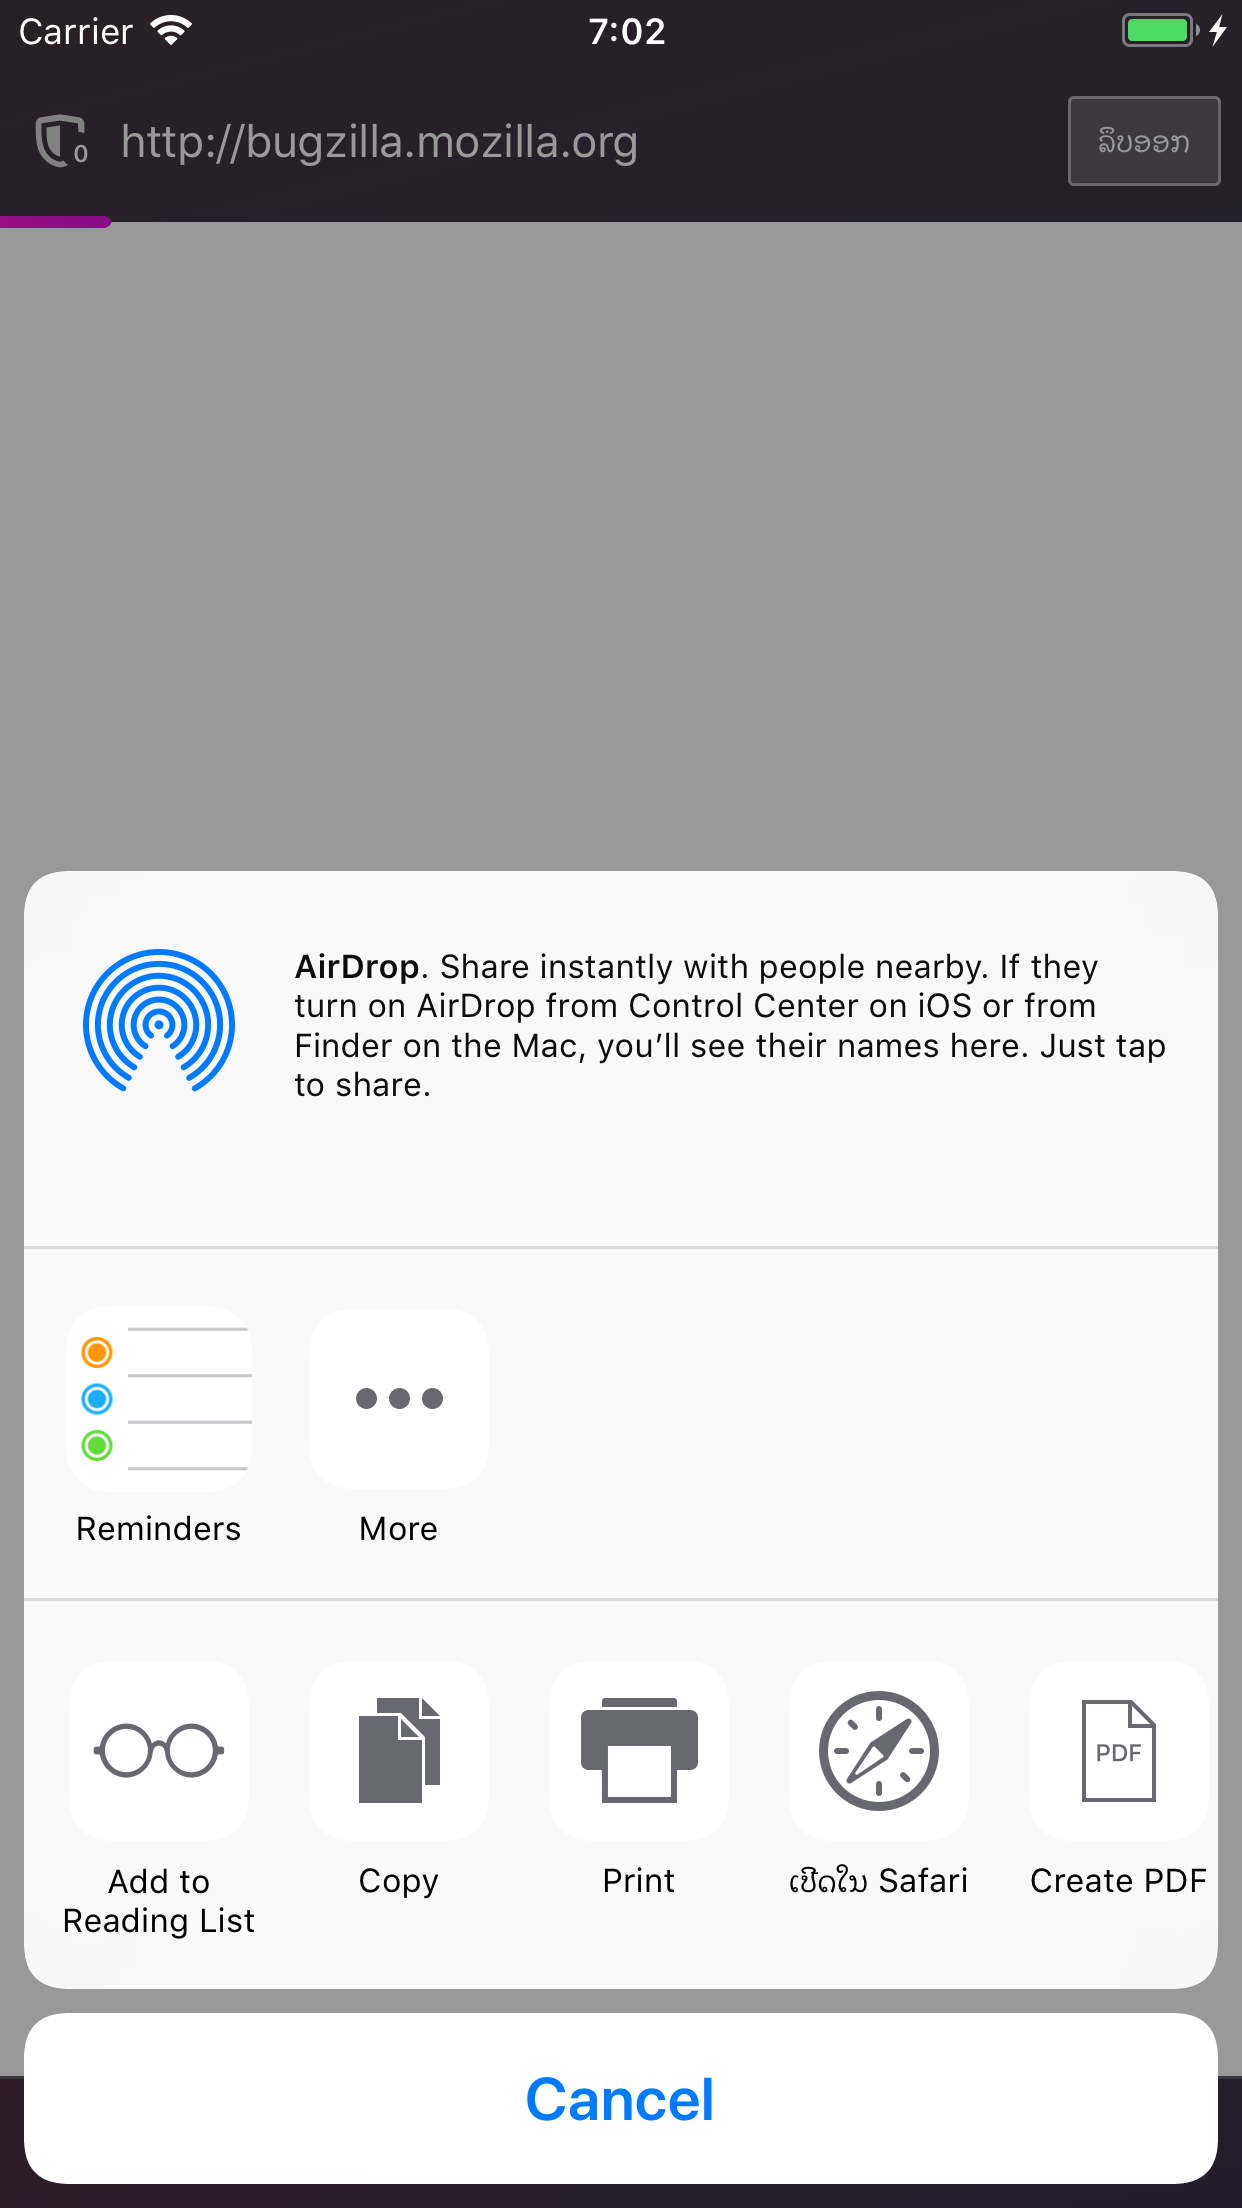 Carrier 7:02
0 http://bugzilla.mozilla.org ລຶບອອກ
AirDrop. Share instantly with people nearby. If they
turn on AirDrop from Control Center on iOS or from
Finder on the Mac, you’ll see their names here. Just tap
to share.
Reminders More
PDF
Add to
Reading List
Copy
Print
ເປີດໃນ Safari
Create PDF
Cancel